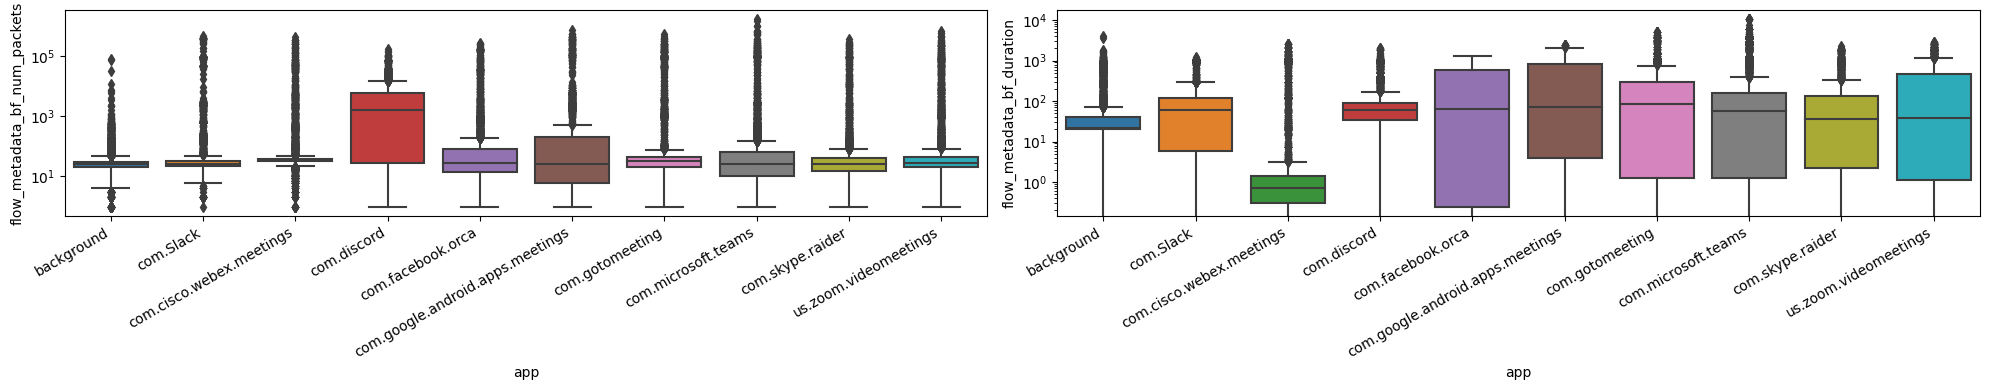 flow_metadata_bf_num_packets
10^5
10^3
10^1
background
com.Slack
com.cisco.webex.meetings
com.discord
com.facebook.orca
com.google.android.apps.meetings
com.gotomeeting
com.microsoft.teams
com.skype.raider
us.zoom.videomeetings
app
flow_metadata_bf_duration
10^4
10^3
10^2
10^1
10^0
background
com.Slack
com.cisco.webex.meetings
com.discord
com.facebook.orca
com.google.android.apps.meetings
com.gotomeeting
com.microsoft.teams
com.skype.raider
us.zoom.videomeetings
app